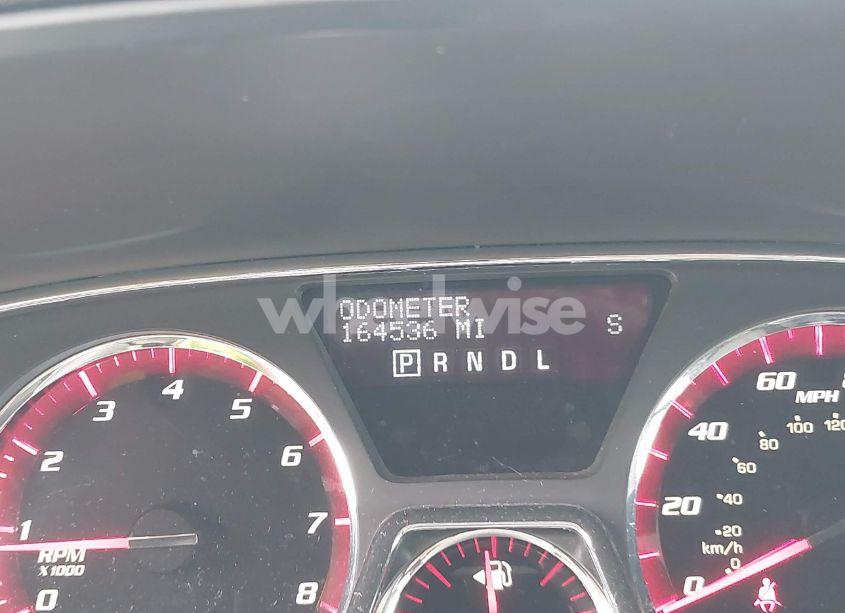 wheelwise
ODOMETER
164536 MI
S
P R N D L
0 1 2 3 4 5 6 7 8
RPM
X1000
0 20 40 60
MPH
0 20 40 60 80 100 120
km/h